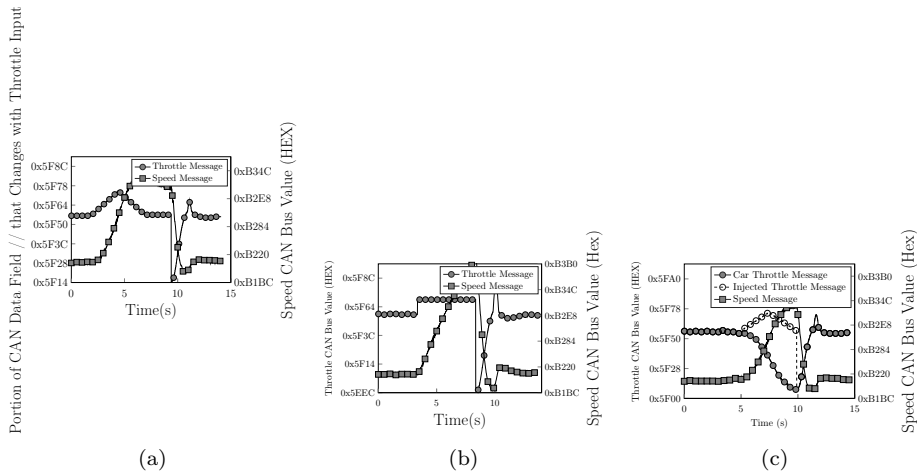 Portion of CAN Data Field // that Changes with Throttle Input
0x5F8C
0x5F78
0x5F64
0x5F50
0x5F3C
0x5F28
0x5F14
Throttle Message
Speed Message
0xB34C
0xB2E8
0xB284
0xB220
0xB1BC
0
5
10
15
Time(s)
Speed CAN Bus Value (HEX)
(a)
Throttle CAN Bus Value (HEX)
0x5F8C
0x5F64
0x5F3C
0x5F14
0x5EEC
Throttle Message
Speed Message
0xB3B0
0xB34C
0xB2E8
0xB284
0xB220
0xB1BC
0
5
10
Time(s)
Speed CAN Bus Value (Hex)
(b)
Throttle CAN Bus Value (HEX)
0x5FA0
0x5F78
0x5F50
0x5F28
0x5F00
Car Throttle Message
Injected Throttle Message
Speed Message
0xB3B0
0xB34C
0xB2E8
0xB284
0xB220
0xB1BC
0
5
10
15
Time (s)
Speed CAN Bus Value (Hex)
(c)